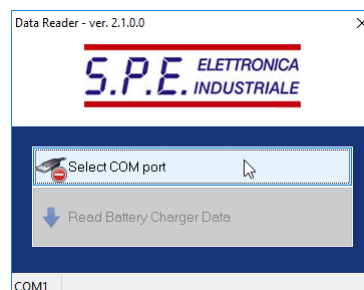 Data Reader - ver. 2.1.0.0
S.P.E. ELETTRONICA
INDUSTRIALE
Select COM port
Read Battery Charger Data
COM1